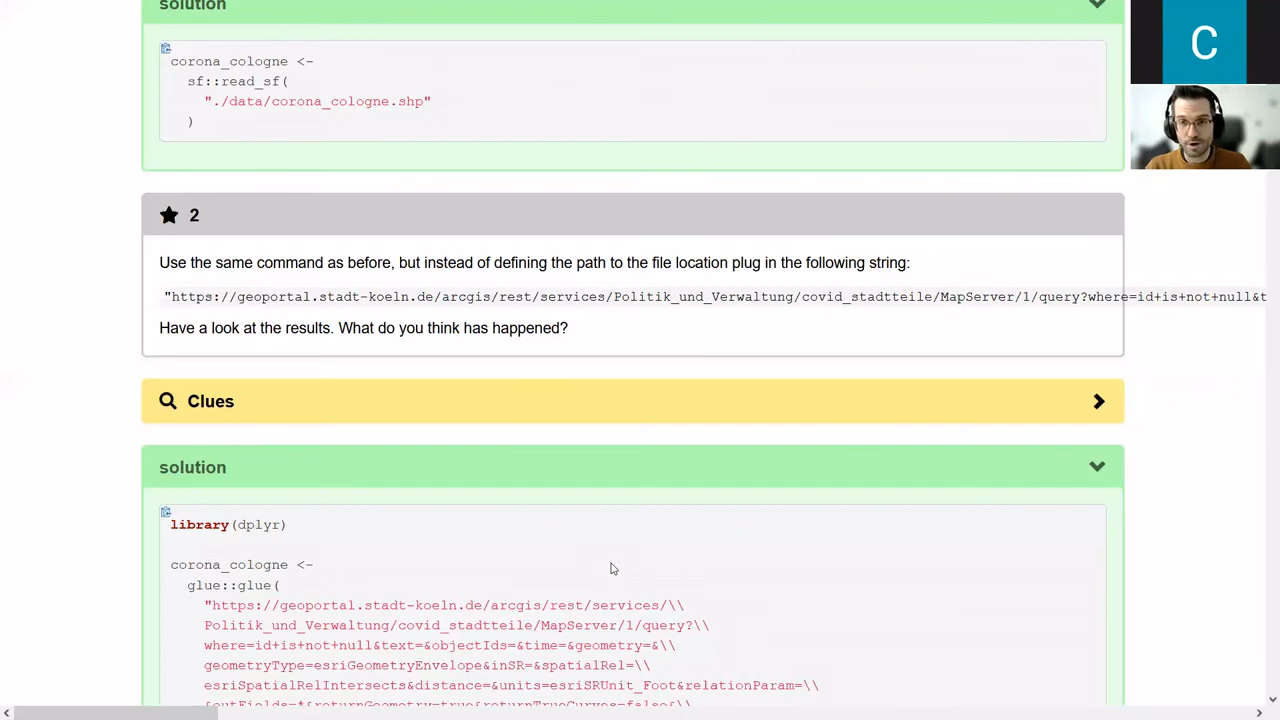 solution
corona_cologne <-
sf::read_sf(
"./data/corona_cologne.shp"
)
C
2
Use the same command as before, but instead of defining the path to the file location plug in the following string:
"https://geoportal.stadt-koeln.de/arcgis/rest/services/Politik_und_Verwaltung/covid_stadtteile/MapServer/1/query?where=id+is+not+null&t
Have a look at the results. What do you think has happened?
Clues
solution
library(dplyr)
corona_cologne <-
glue::glue(
"https://geoportal.stadt-koeln.de/arcgis/rest/services/\\
Politik_und_Verwaltung/covid_stadtteile/MapServer/1/query?\\
where=id+is+not+null&text=&objectIds=&time=&geometry=&\\
geometryType=esriGeometryEnvelope&inSR=&spatialRel=\\
esriSpatialRelIntersects&distance=&units=esriSRUnit_Foot&relationParam=\\
&outFields=*&returnGeometry=true&returnTrueCurves=false&\\